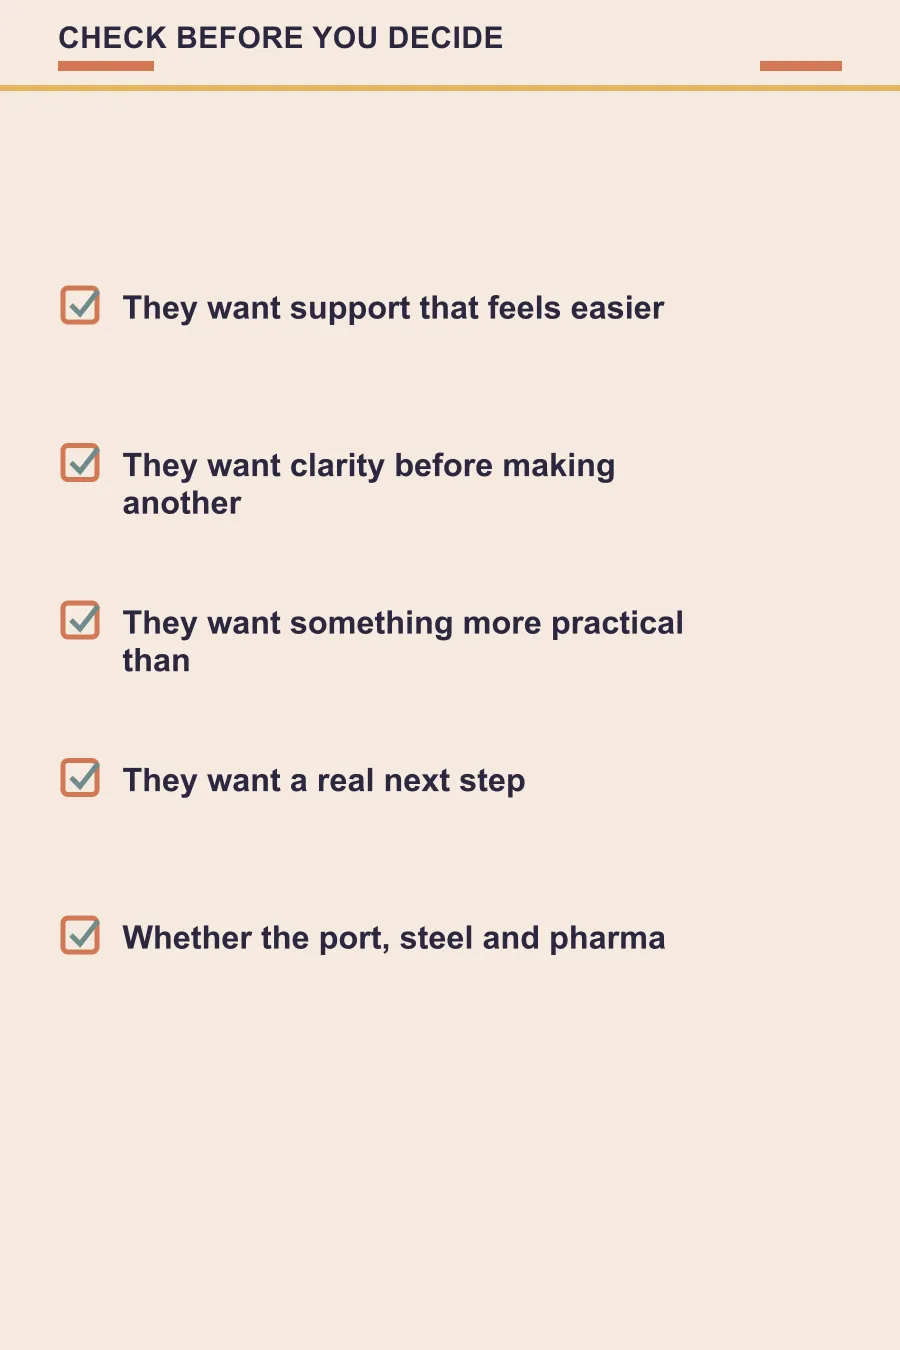 CHECK BEFORE YOU DECIDE
They want support that feels easier
They want clarity before making
another
They want something more practical
than
They want a real next step
Whether the port, steel and pharma